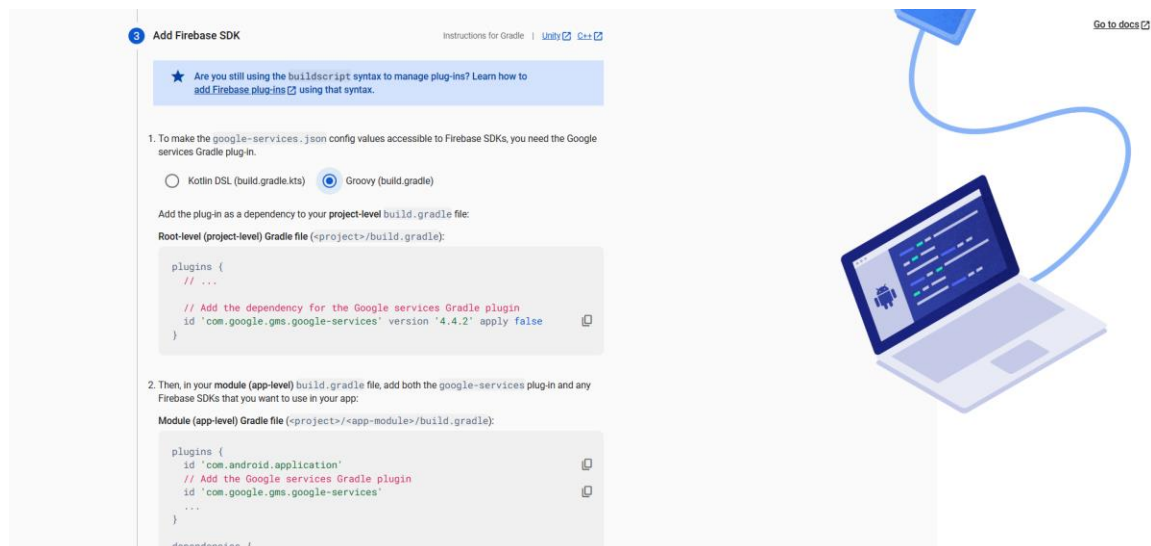 Go to docs
3 Add Firebase SDK
Instructions for Gradle | Unity C++
Are you still using the buildscript syntax to manage plug-ins? Learn how to
add Firebase plug-ins using that syntax.
1. To make the google-services.json config values accessible to Firebase SDKs, you need the Google
services Gradle plug-in.
Kotlin DSL (build.gradle.kts) Groovy (build.gradle)
Add the plug-in as a dependency to your project-level build.gradle file:
Root-level (project-level) Gradle file (<project>/build.gradle):
plugins {
// ...
// Add the dependency for the Google services Gradle plugin
id 'com.google.gms.google-services' version '4.4.2' apply false
}
2. Then, in your module (app-level) build.gradle file, add both the google-services plug-in and any
Firebase SDKs that you want to use in your app:
Module (app-level) Gradle file (<project>/<app-module>/build.gradle):
plugins {
id 'com.android.application'
// Add the Google services Gradle plugin
id 'com.google.gms.google-services'
...
}
dependencies {